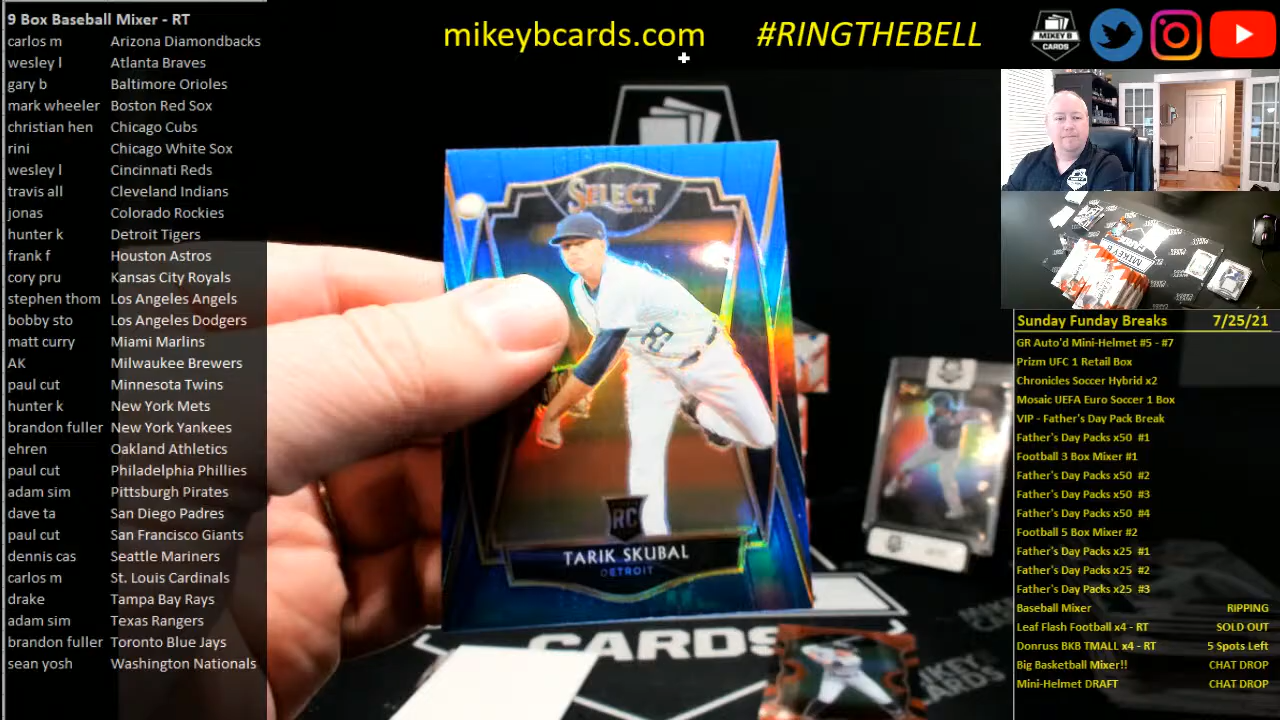 9 Box Baseball Mixer - RT
carlos m Arizona Diamondbacks
wesley l Atlanta Braves
gary b Baltimore Orioles
mark wheeler Boston Red Sox
christian hen Chicago Cubs
rini Chicago White Sox
wesley l Cincinnati Reds
travis all Cleveland Indians
jonas Colorado Rockies
hunter k Detroit Tigers
frank f Houston Astros
cory pru Kansas City Royals
stephen thom Los Angeles Angels
bobby sto Los Angeles Dodgers
matt curry Miami Marlins
AK Milwaukee Brewers
paul cut Minnesota Twins
hunter k New York Mets
brandon fuller New York Yankees
ehren Oakland Athletics
paul cut Philadelphia Phillies
adam sim Pittsburgh Pirates
dave ta San Diego Padres
paul cut San Francisco Giants
dennis cas Seattle Mariners
carlos m St. Louis Cardinals
drake Tampa Bay Rays
adam sim Texas Rangers
brandon fuller Toronto Blue Jays
sean yosh Washington Nationals
mikeybcards.com #RINGTHEBELL
MIKEY B
CARDS
SELECT
RC
TARIK SKUBAL
DETROIT
CARDS
MIKEY
CARDS
MIKEY
Sunday Funday Breaks 7/25/21
GR Auto'd Mini-Helmet #5 - #7
Prizm UFC 1 Retail Box
Chronicles Soccer Hybrid x2
Mosaic UEFA Euro Soccer 1 Box
VIP - Father's Day Pack Break
Father's Day Packs x50 #1
Football 3 Box Mixer #1
Father's Day Packs x50 #2
Father's Day Packs x50 #3
Father's Day Packs x50 #4
Football 5 Box Mixer #2
Father's Day Packs x25 #1
Father's Day Packs x25 #2
Father's Day Packs x25 #3
Baseball Mixer RIPPING
Leaf Flash Football x4 - RT SOLD OUT
Donruss BKB TMALL x4 - RT 5 Spots Left
Big Basketball Mixer!! CHAT DROP
Mini-Helmet DRAFT CHAT DROP